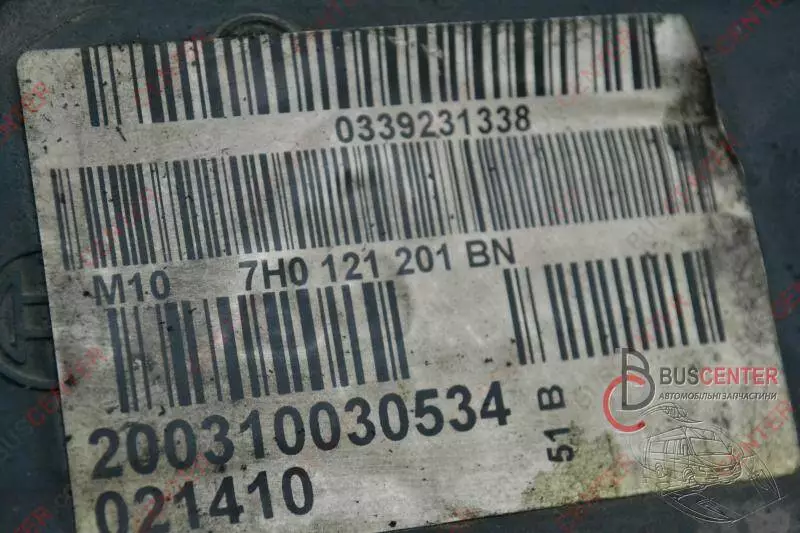 0339231338
M10 7H0 121 201 BN
200310030534
51 B
021410
BUSCENTER
АВТОМОБІЛЬНІ ЗАПЧАСТИНИ